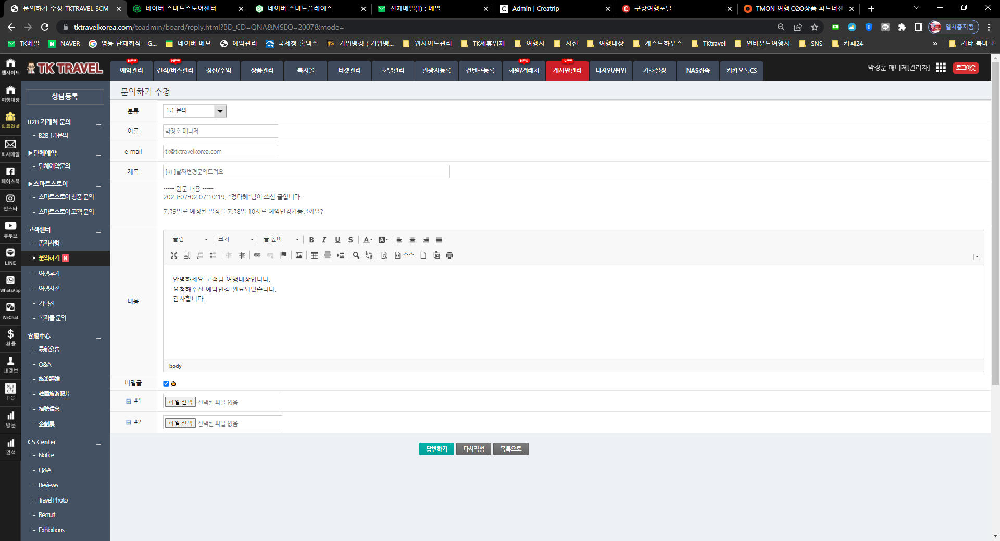 문의하기 수정-TKTRAVEL SCM
네이버 스마트스토어센터
네이버 스마트플레이스
전체메일(1) : 메일
Admin | Creatrip
쿠팡여행포탈
TMON 여행·O2O상품 파트너센
tktravelkorea.com/toadmin/board/reply.html?BD_CD=QNA&MSEQ=2007&mode=
일시중지됨
TK메일
NAVER
명동 단체회식 - G...
네이버 메모
예약관리
국세청 홈택스
기업뱅킹 ( 기업뱅...
웹사이트관리
TK제휴업체
여행사
사진
여행대장
게스트하우스
TKtravel
인바운드여행사
SNS
카페24
»
기타 북마크
웹사이트
TK TRAVEL
NEW
예약관리
NEW
견적/버스관리
정산/수익
상품관리
복지몰
티켓관리
호텔관리
관광지등록
컨텐츠등록
NEW
회원/거래처
NEW
게시판관리
디자인/팝업
기초설정
NAS접속
카카오톡CS
박정훈 매니저[관리자]
로그아웃
여행대장
인트라넷
회사메일
페이스북
인스타
유투브
LINE
WhatsApp
WeChat
환율
내정보
NICE
PG
방문
검색
상담등록
B2B 거래처 문의
B2B 1:1문의
▶단체예약
단체예약문의
▶스마트스토어
스마트스토어 상품 문의
스마트스토어 고객 문의
고객센터
공지사항
문의하기 N
여행후기
여행사진
기획전
복지몰 문의
客服中心
最新公告
Q&A
旅遊評論
韓國旅遊照片
招聘信息
企劃展
CS Center
Notice
Q&A
Reviews
Travel Photo
Recruit
Exhibitions
문의하기 수정
분류
1:1 문의
이름
박정훈 매니저
e-mail
tk@tktravelkorea.com
제목
[RE]날짜변경문의드려요
----- 원문 내용 -----
2023-07-02 07:10:19, "정다혜"님이 쓰신 글입니다.
7월9일로 예정된 일정을 7월8일 10시로 예약변경가능할까요?
내용
굴림
크기
줄 높이
B I U S A A
소스
안녕하세요 고객님 여행대장입니다.
요청해주신 예약변경 완료되었습니다.
감사합니다.
body
비밀글
#1
파일 선택 선택된 파일 없음
#2
파일 선택 선택된 파일 없음
답변하기
다시작성
목록으로